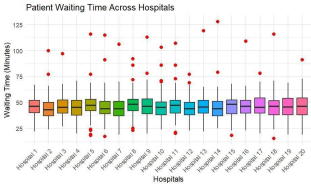 Patient Waiting Time Across Hospitals
Waiting Time (Minutes)
125
100
75
50
25
Hospital 1
Hospital 2
Hospital 3
Hospital 4
Hospital 5
Hospital 6
Hospital 7
Hospital 8
Hospital 9
Hospital 10
Hospital 11
Hospital 12
Hospital 13
Hospital 14
Hospital 15
Hospital 16
Hospital 17
Hospital 18
Hospital 19
Hospital 20
Hospitals